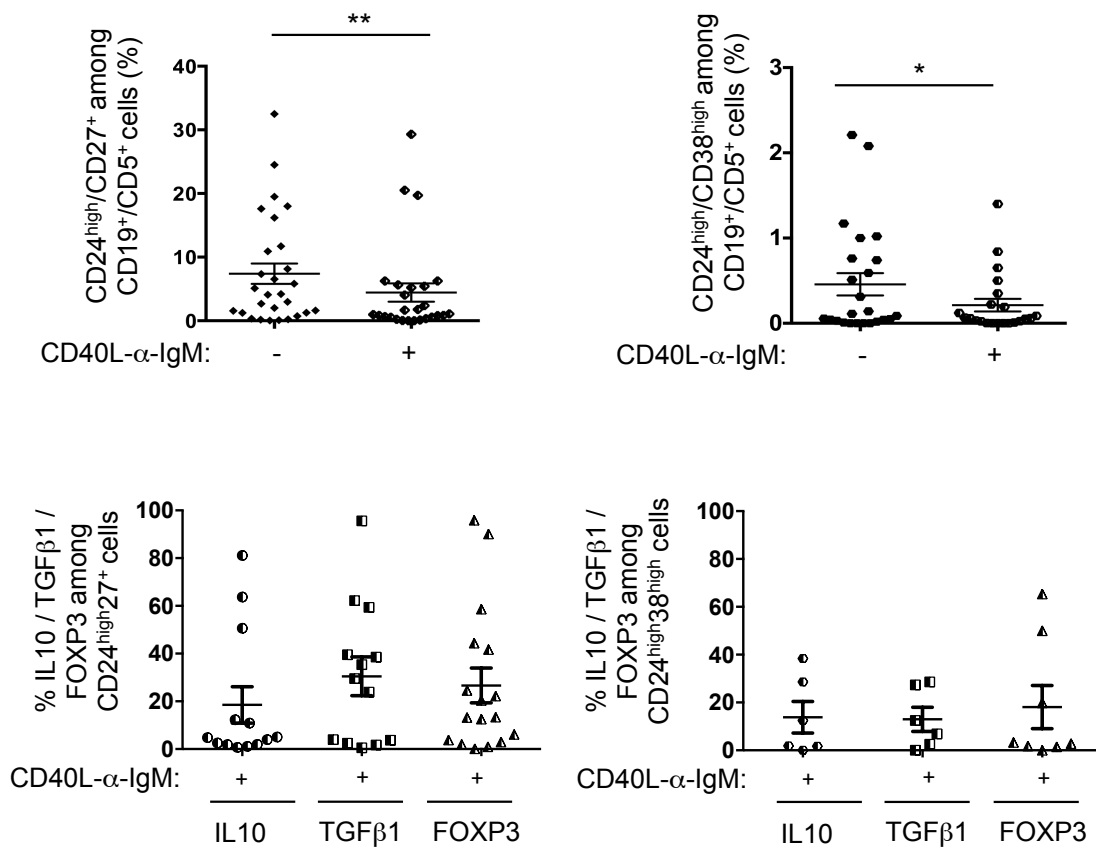 **
CD24high/CD27+ among
CD19+/CD5+ cells (%)
40
30
20
10
0
CD40L-α-IgM: - +
*
CD24high/CD38high among
CD19+/CD5+ cells (%)
3
2
1
0
CD40L-α-IgM: - +
% IL10 / TGFβ1 /
FOXP3 among
CD24high27+ cells
100
80
60
40
20
0
CD40L-α-IgM: + + +
IL10 TGFβ1 FOXP3
% IL10 / TGFβ1 /
FOXP3 among
CD24high38high cells
100
80
60
40
20
0
CD40L-α-IgM: + + +
IL10 TGFβ1 FOXP3